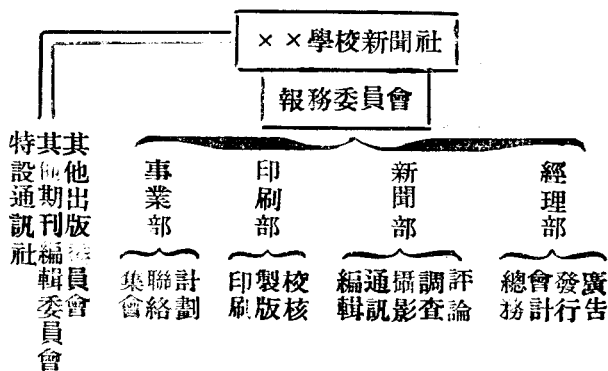 ××學校新聞社
報務委員會
經理部
廣告
發行
會計
總務
新聞部
評論
調查
攝影
通訊
編輯
印刷部
校核
製版
印刷
事業部
計劃
聯絡
集會
其他出版委員會
其他期刊編輯委員會
特設通訊社